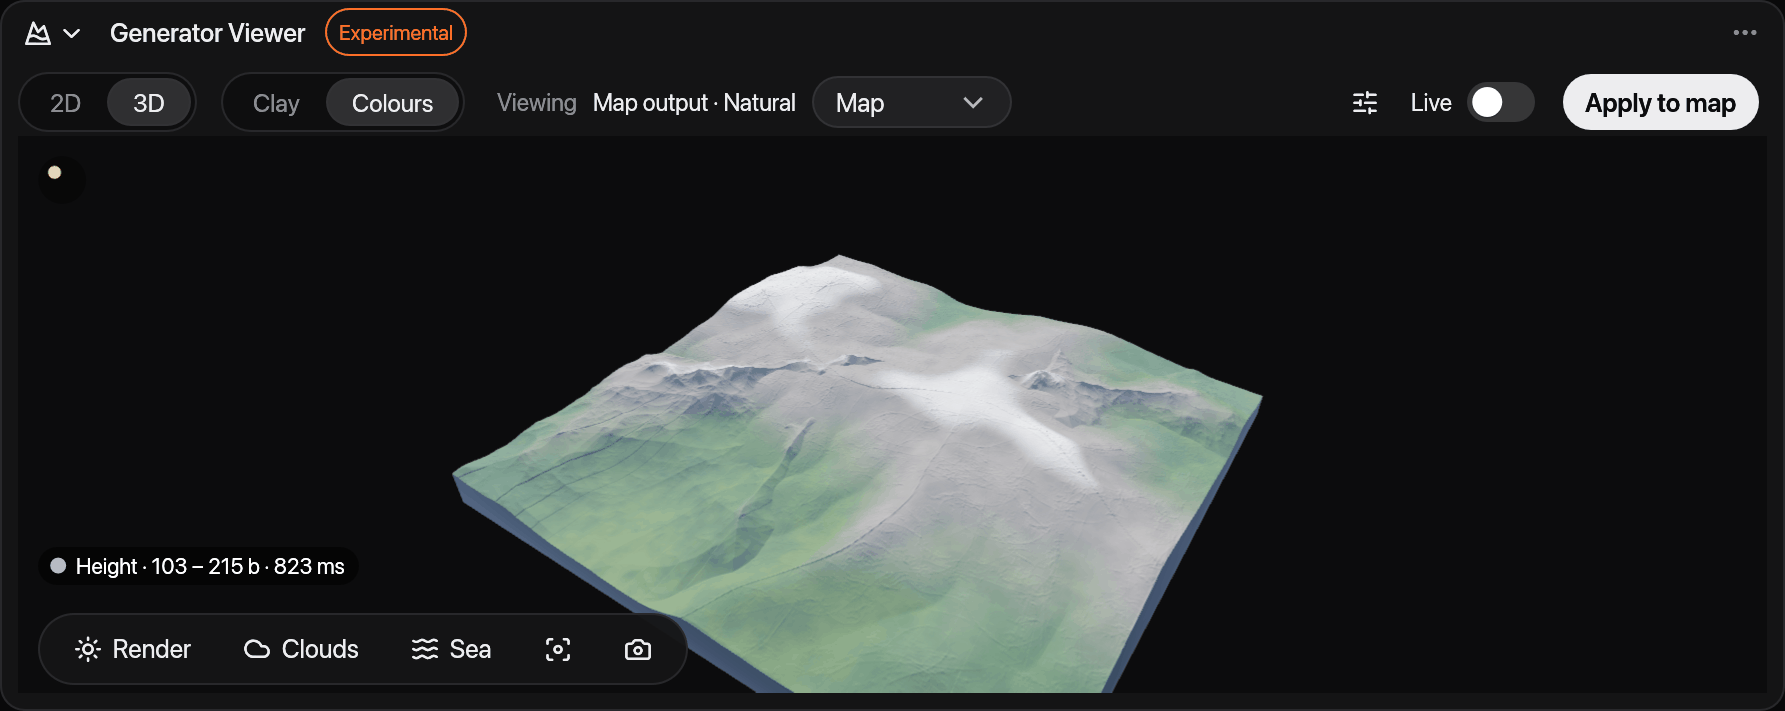 Generator Viewer Experimental
2D 3D Clay Colours Viewing Map output · Natural Map Live Apply to map
Height · 103 – 215 b · 823 ms
Render Clouds Sea